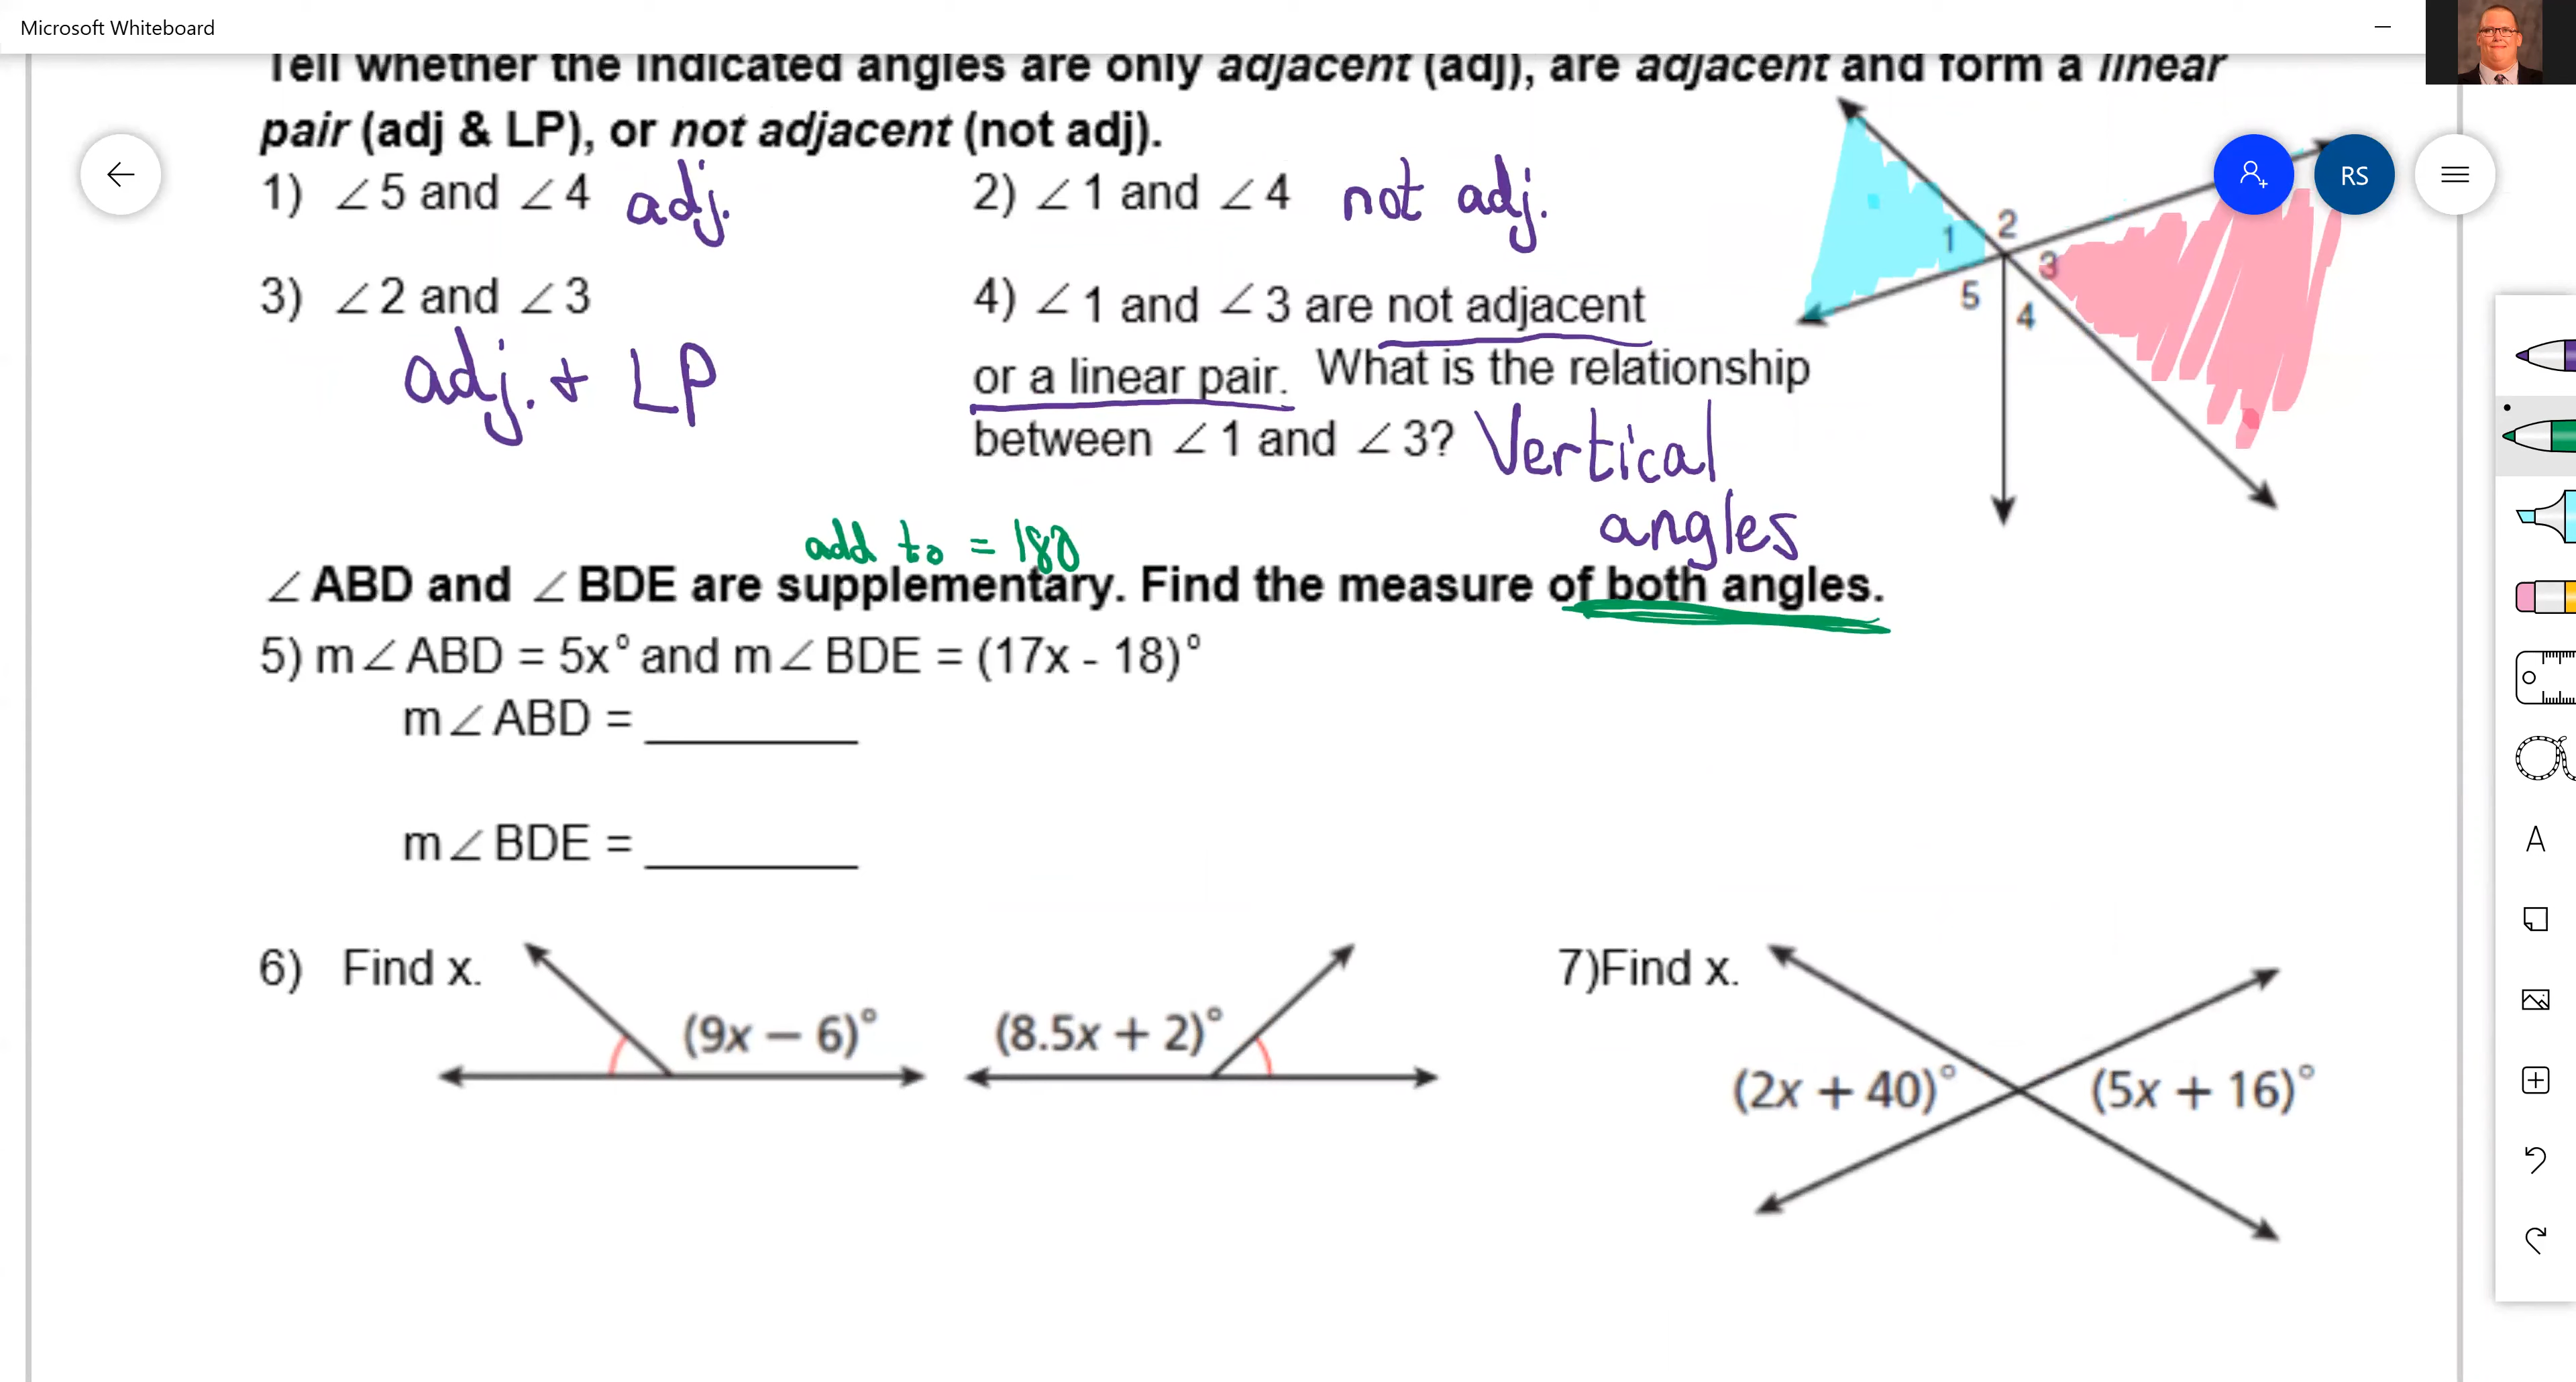 Microsoft Whiteboard
Tell whether the indicated angles are only adjacent (adj), are adjacent and form a linear
pair (adj & LP), or not adjacent (not adj).
RS
1) ∠5 and ∠4 adj.
2) ∠1 and ∠4 not adj.
1 2 3 4 5
3) ∠2 and ∠3
adj. + LP
4) ∠1 and ∠3 are not adjacent
or a linear pair. What is the relationship
between ∠1 and ∠3? Vertical
angles
add to = 180
∠ABD and ∠BDE are supplementary. Find the measure of both angles.
5) m∠ABD = 5x° and m∠BDE = (17x - 18)°
m∠ABD = ________
m∠BDE = ________
6) Find x.
(9x − 6)° (8.5x + 2)°
7)Find x.
(2x + 40)° (5x + 16)°
A